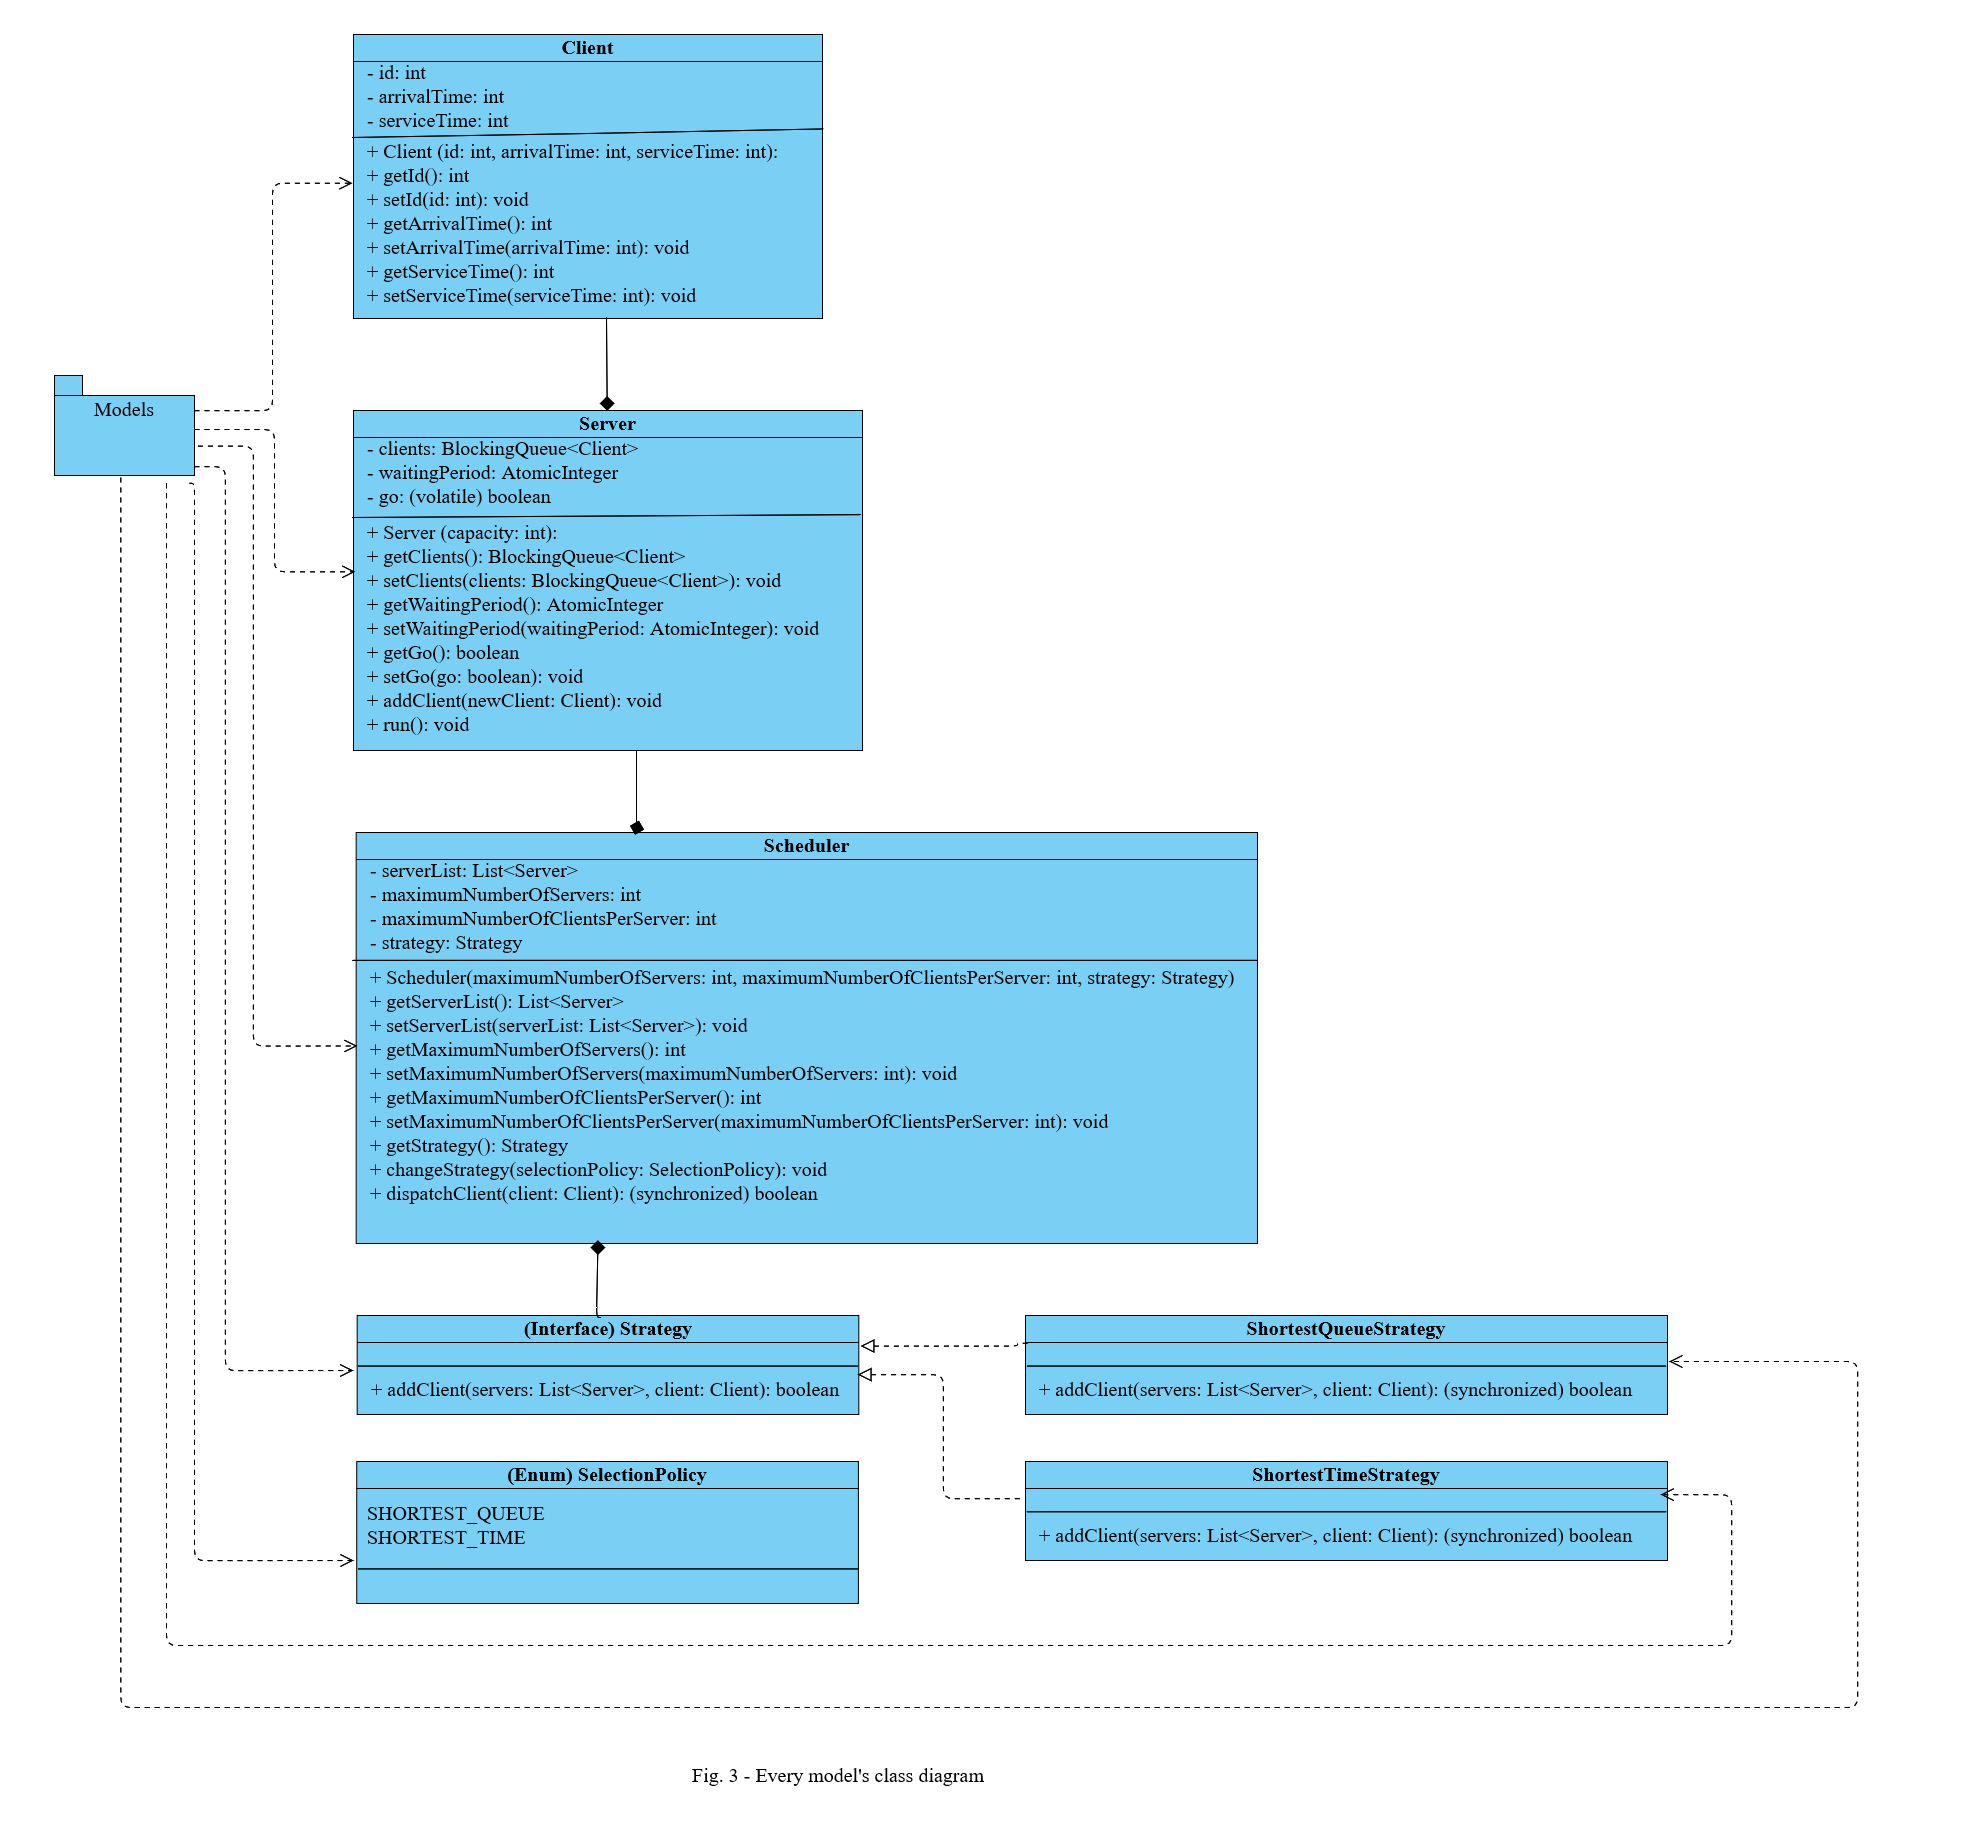 Client
- id: int
- arrivalTime: int
- serviceTime: int
+ Client (id: int, arrivalTime: int, serviceTime: int):
+ getId(): int
+ setId(id: int): void
+ getArrivalTime(): int
+ setArrivalTime(arrivalTime: int): void
+ getServiceTime(): int
+ setServiceTime(serviceTime: int): void
Models
Server
- clients: BlockingQueue<Client>
- waitingPeriod: AtomicInteger
- go: (volatile) boolean
+ Server (capacity: int):
+ getClients(): BlockingQueue<Client>
+ setClients(clients: BlockingQueue<Client>): void
+ getWaitingPeriod(): AtomicInteger
+ setWaitingPeriod(waitingPeriod: AtomicInteger): void
+ getGo(): boolean
+ setGo(go: boolean): void
+ addClient(newClient: Client): void
+ run(): void
Scheduler
- serverList: List<Server>
- maximumNumberOfServers: int
- maximumNumberOfClientsPerServer: int
- strategy: Strategy
+ Scheduler(maximumNumberOfServers: int, maximumNumberOfClientsPerServer: int, strategy: Strategy)
+ getServerList(): List<Server>
+ setServerList(serverList: List<Server>): void
+ getMaximumNumberOfServers(): int
+ setMaximumNumberOfServers(maximumNumberOfServers: int): void
+ getMaximumNumberOfClientsPerServer(): int
+ setMaximumNumberOfClientsPerServer(maximumNumberOfClientsPerServer: int): void
+ getStrategy(): Strategy
+ changeStrategy(selectionPolicy: SelectionPolicy): void
+ dispatchClient(client: Client): (synchronized) boolean
(Interface) Strategy
+ addClient(servers: List<Server>, client: Client): boolean
ShortestQueueStrategy
+ addClient(servers: List<Server>, client: Client): (synchronized) boolean
(Enum) SelectionPolicy
SHORTEST_QUEUE
SHORTEST_TIME
ShortestTimeStrategy
+ addClient(servers: List<Server>, client: Client): (synchronized) boolean
Fig. 3 - Every model's class diagram